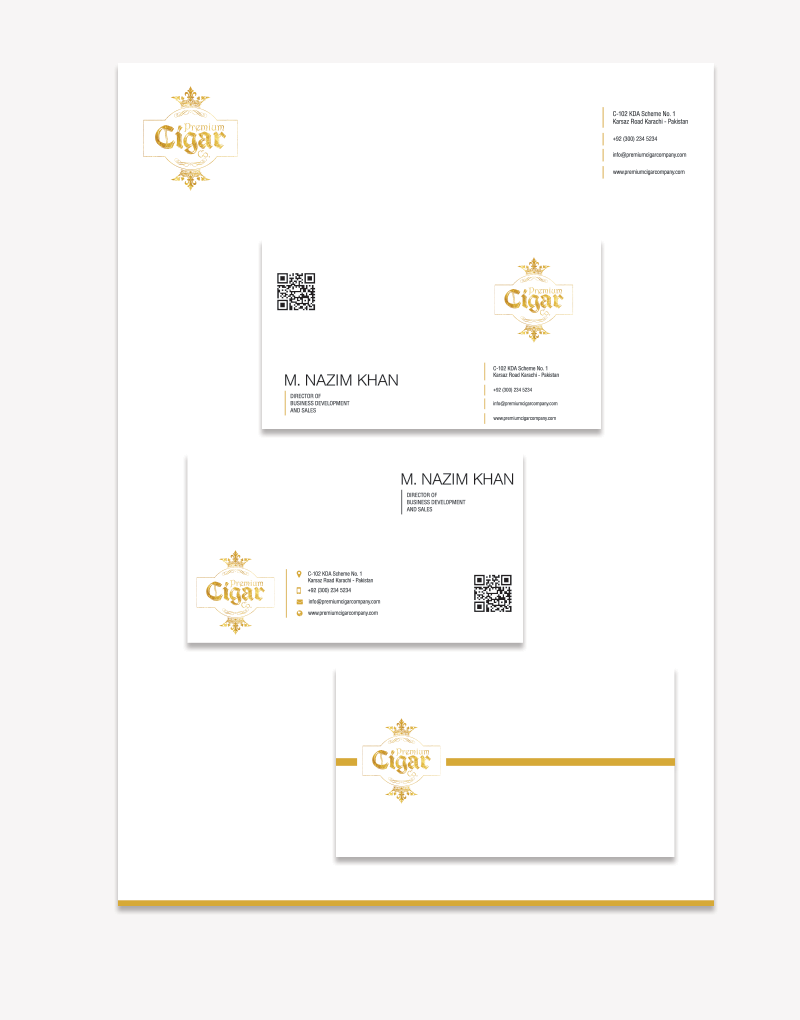 Premium
Cigar
Co.
C-102 KDA Scheme No. 1
Karsaz Road Karachi - Pakistan
+92 (300) 234 5234
info@premiumcigarcompany.com
www.premiumcigarcompany.com
Premium
Cigar
Co.
M. NAZIM KHAN
DIRECTOR OF
BUSINESS DEVELOPMENT
AND SALES
C-102 KDA Scheme No. 1
Karsaz Road Karachi - Pakistan
+92 (300) 234 5234
info@premiumcigarcompany.com
www.premiumcigarcompany.com
M. NAZIM KHAN
DIRECTOR OF
BUSINESS DEVELOPMENT
AND SALES
Premium
Cigar
Co.
C-102 KDA Scheme No. 1
Karsaz Road Karachi - Pakistan
+92 (300) 234 5234
info@premiumcigarcompany.com
www.premiumcigarcompany.com
Premium
Cigar
Co.